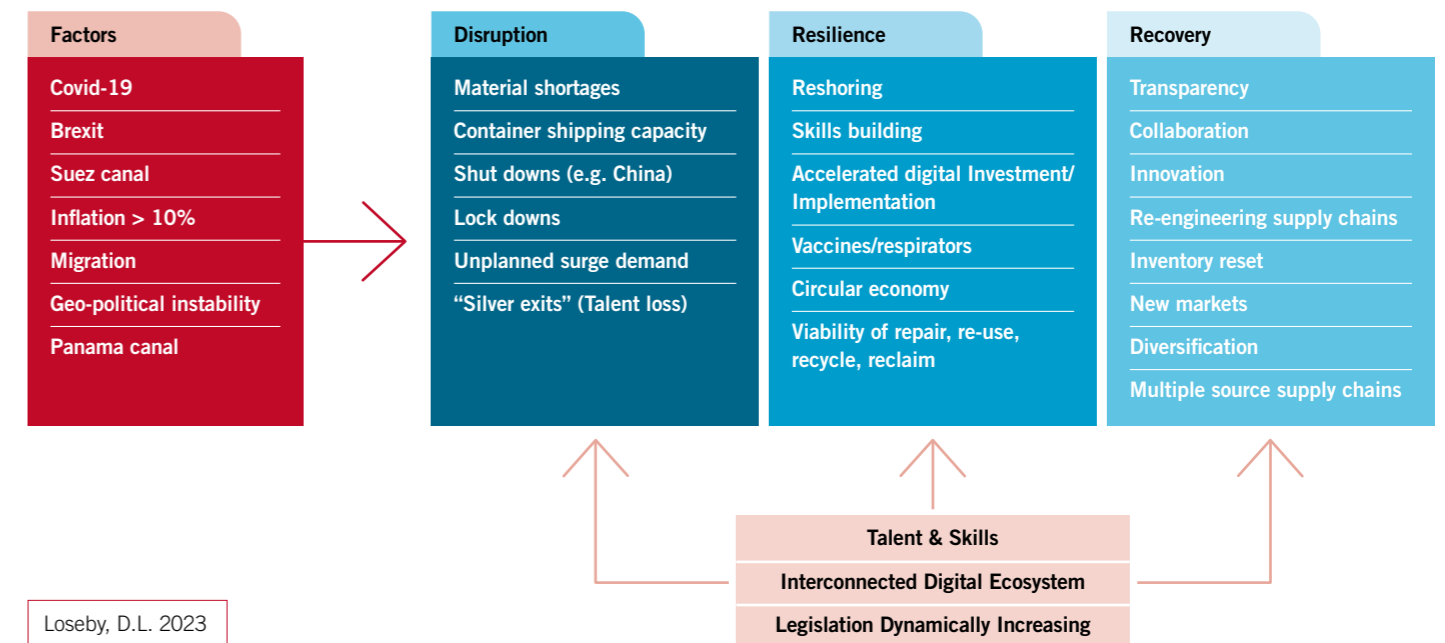 Factors
Covid-19
Brexit
Suez canal
Inflation > 10%
Migration
Geo-political instability
Panama canal
Disruption
Material shortages
Container shipping capacity
Shut downs (e.g. China)
Lock downs
Unplanned surge demand
“Silver exits” (Talent loss)
Resilience
Reshoring
Skills building
Accelerated digital Investment/
Implementation
Vaccines/respirators
Circular economy
Viability of repair, re-use,
recycle, reclaim
Recovery
Transparency
Collaboration
Innovation
Re-engineering supply chains
Inventory reset
New markets
Diversification
Multiple source supply chains
Talent & Skills
Interconnected Digital Ecosystem
Legislation Dynamically Increasing
Loseby, D.L. 2023